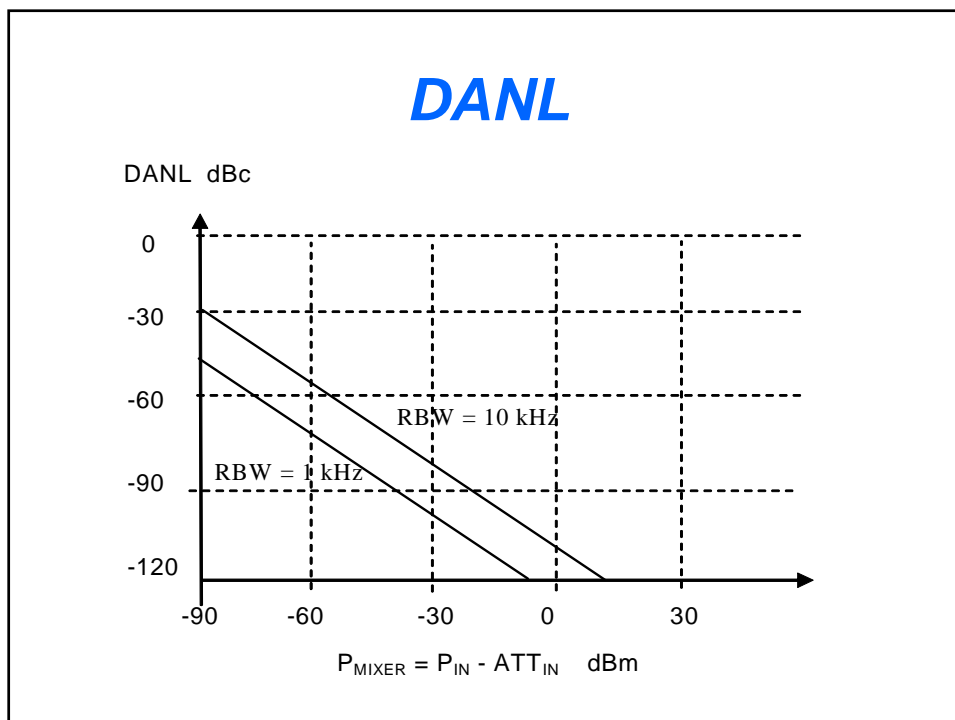 DANL
DANL dBc
0
-30
-60
RBW = 10 kHz
RBW = 1 kHz
-90
-120
-90 -60 -30 0 30
PMIXER = PIN - ATTIN dBm